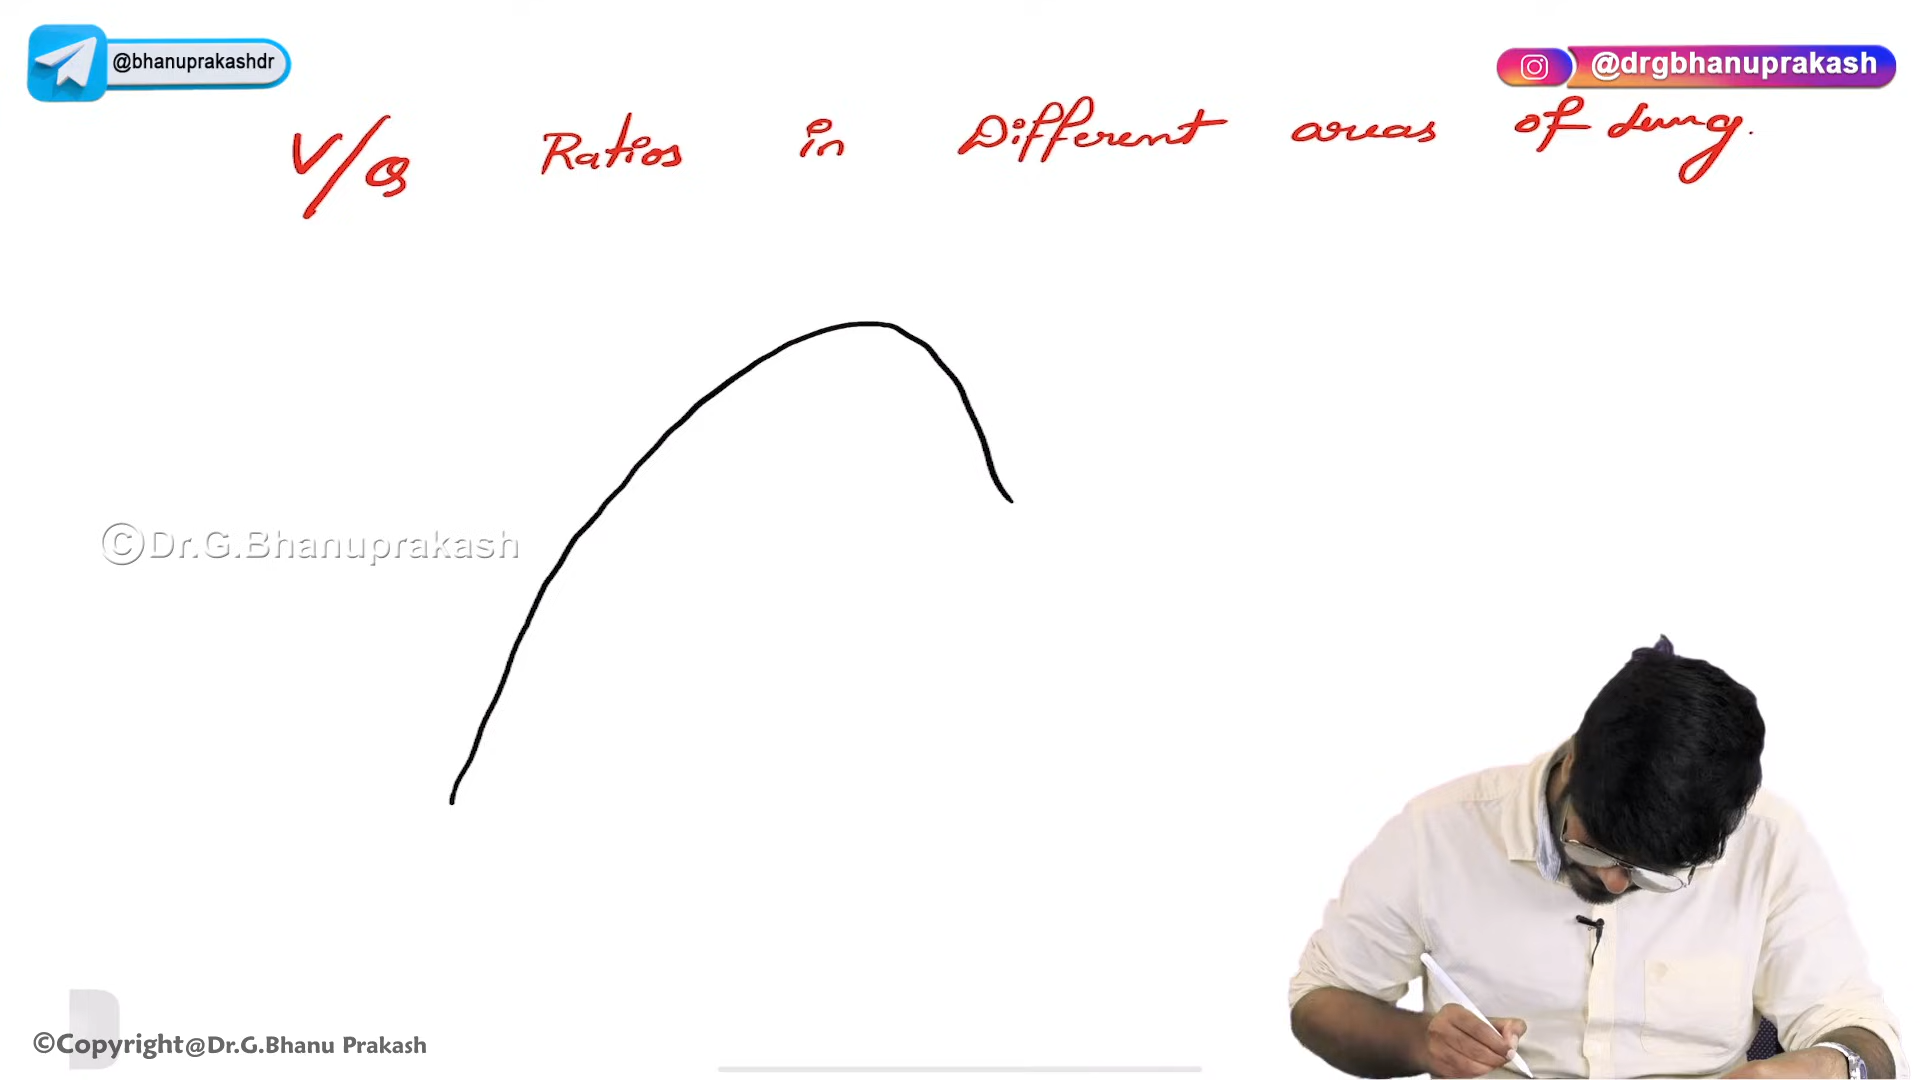 @bhanuprakashdr
@drgbhanuprakash
V/Q Ratios in Different areas of Lung.
©Dr.G.Bhanuprakash
©Copyright@Dr.G.Bhanu Prakash